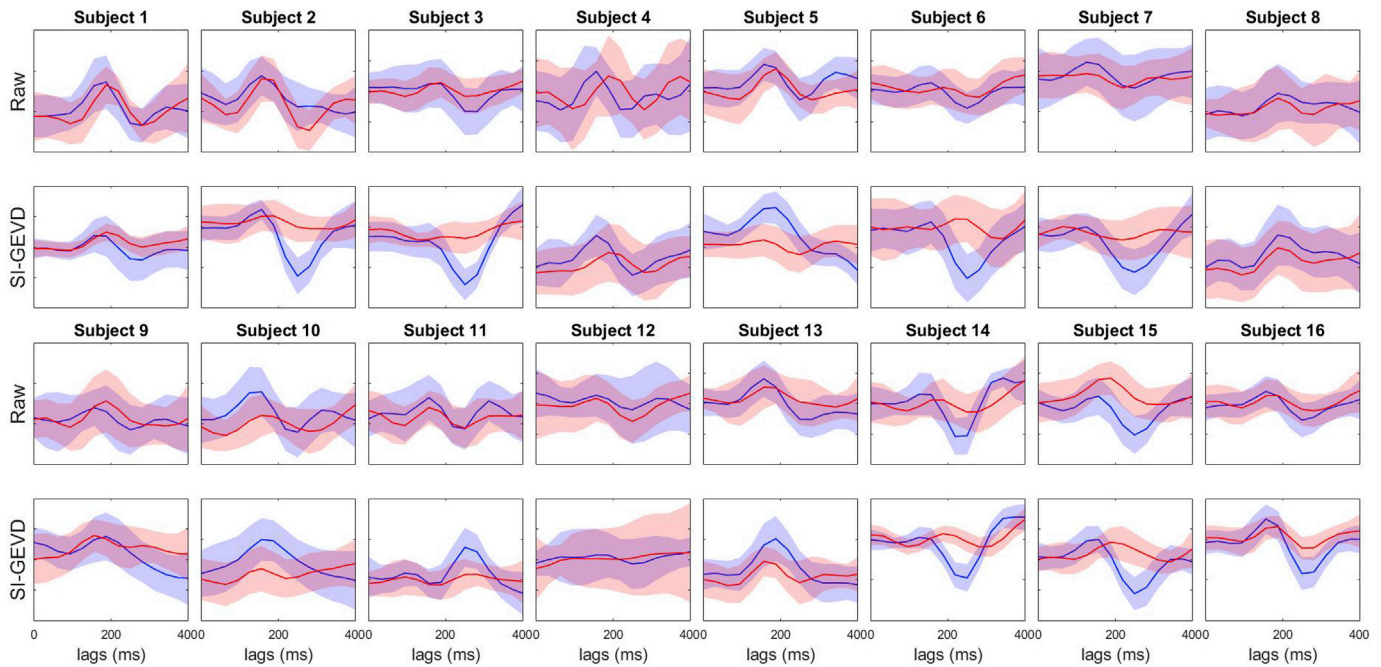 Subject 1 Subject 2 Subject 3 Subject 4 Subject 5 Subject 6 Subject 7 Subject 8
Raw
SI-GEVD
Subject 9 Subject 10 Subject 11 Subject 12 Subject 13 Subject 14 Subject 15 Subject 16
Raw
SI-GEVD
0 200 4000 200 4000 200 4000 200 4000 200 4000 200 4000 200 4000 200 400
lags (ms) lags (ms) lags (ms) lags (ms) lags (ms) lags (ms) lags (ms) lags (ms)